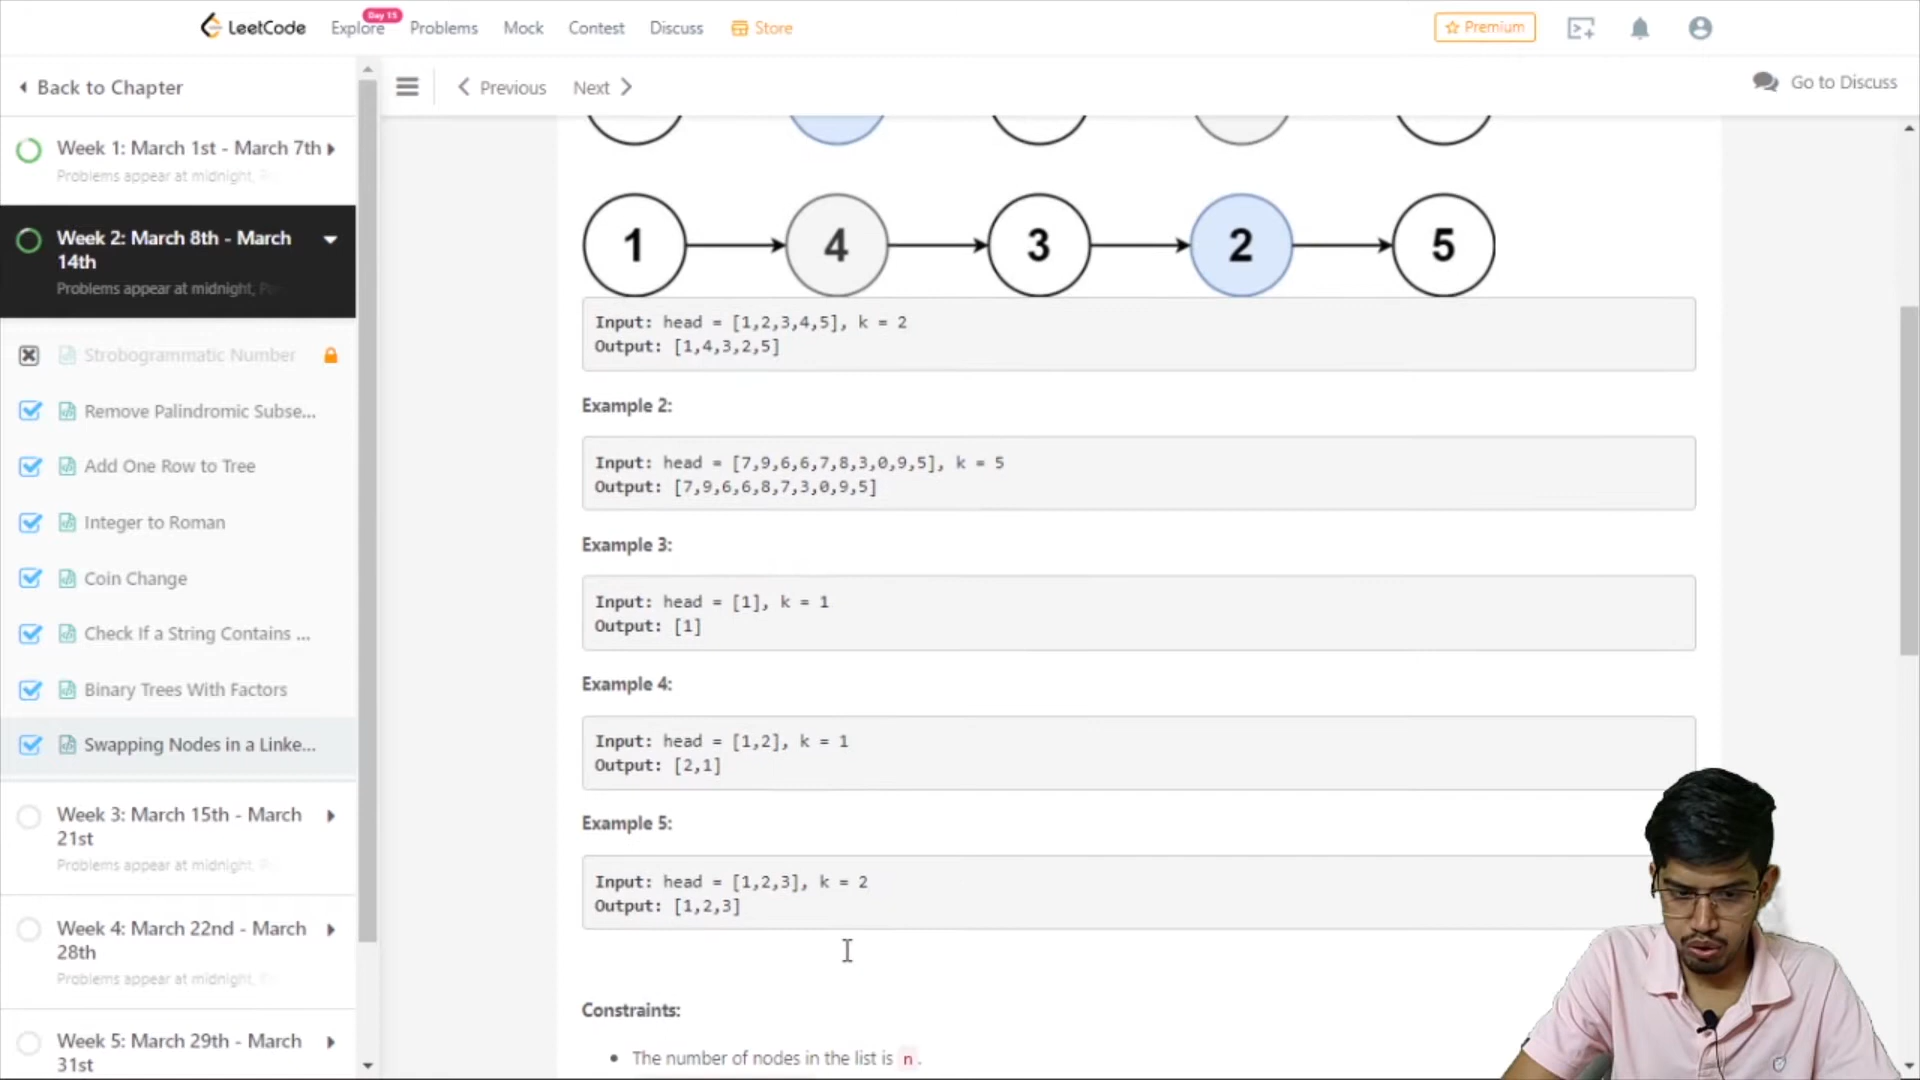 LeetCode
Explore
Day 15
Problems
Mock
Contest
Discuss
Store
Premium
Back to Chapter
Previous
Next
Go to Discuss
Week 1: March 1st - March 7th
Problems appear at midnight,
Week 2: March 8th - March
14th
Problems appear at midnight,
Strobogrammatic Number
Remove Palindromic Subse...
Add One Row to Tree
Integer to Roman
Coin Change
Check If a String Contains ...
Binary Trees With Factors
Swapping Nodes in a Linke...
Week 3: March 15th - March
21st
Problems appear at midnight,
Week 4: March 22nd - March
28th
Problems appear at midnight,
Week 5: March 29th - March
31st
1 4 3 2 5
Input: head = [1,2,3,4,5], k = 2
Output: [1,4,3,2,5]
Example 2:
Input: head = [7,9,6,6,7,8,3,0,9,5], k = 5
Output: [7,9,6,6,8,7,3,0,9,5]
Example 3:
Input: head = [1], k = 1
Output: [1]
Example 4:
Input: head = [1,2], k = 1
Output: [2,1]
Example 5:
Input: head = [1,2,3], k = 2
Output: [1,2,3]
Constraints:
• The number of nodes in the list is n.